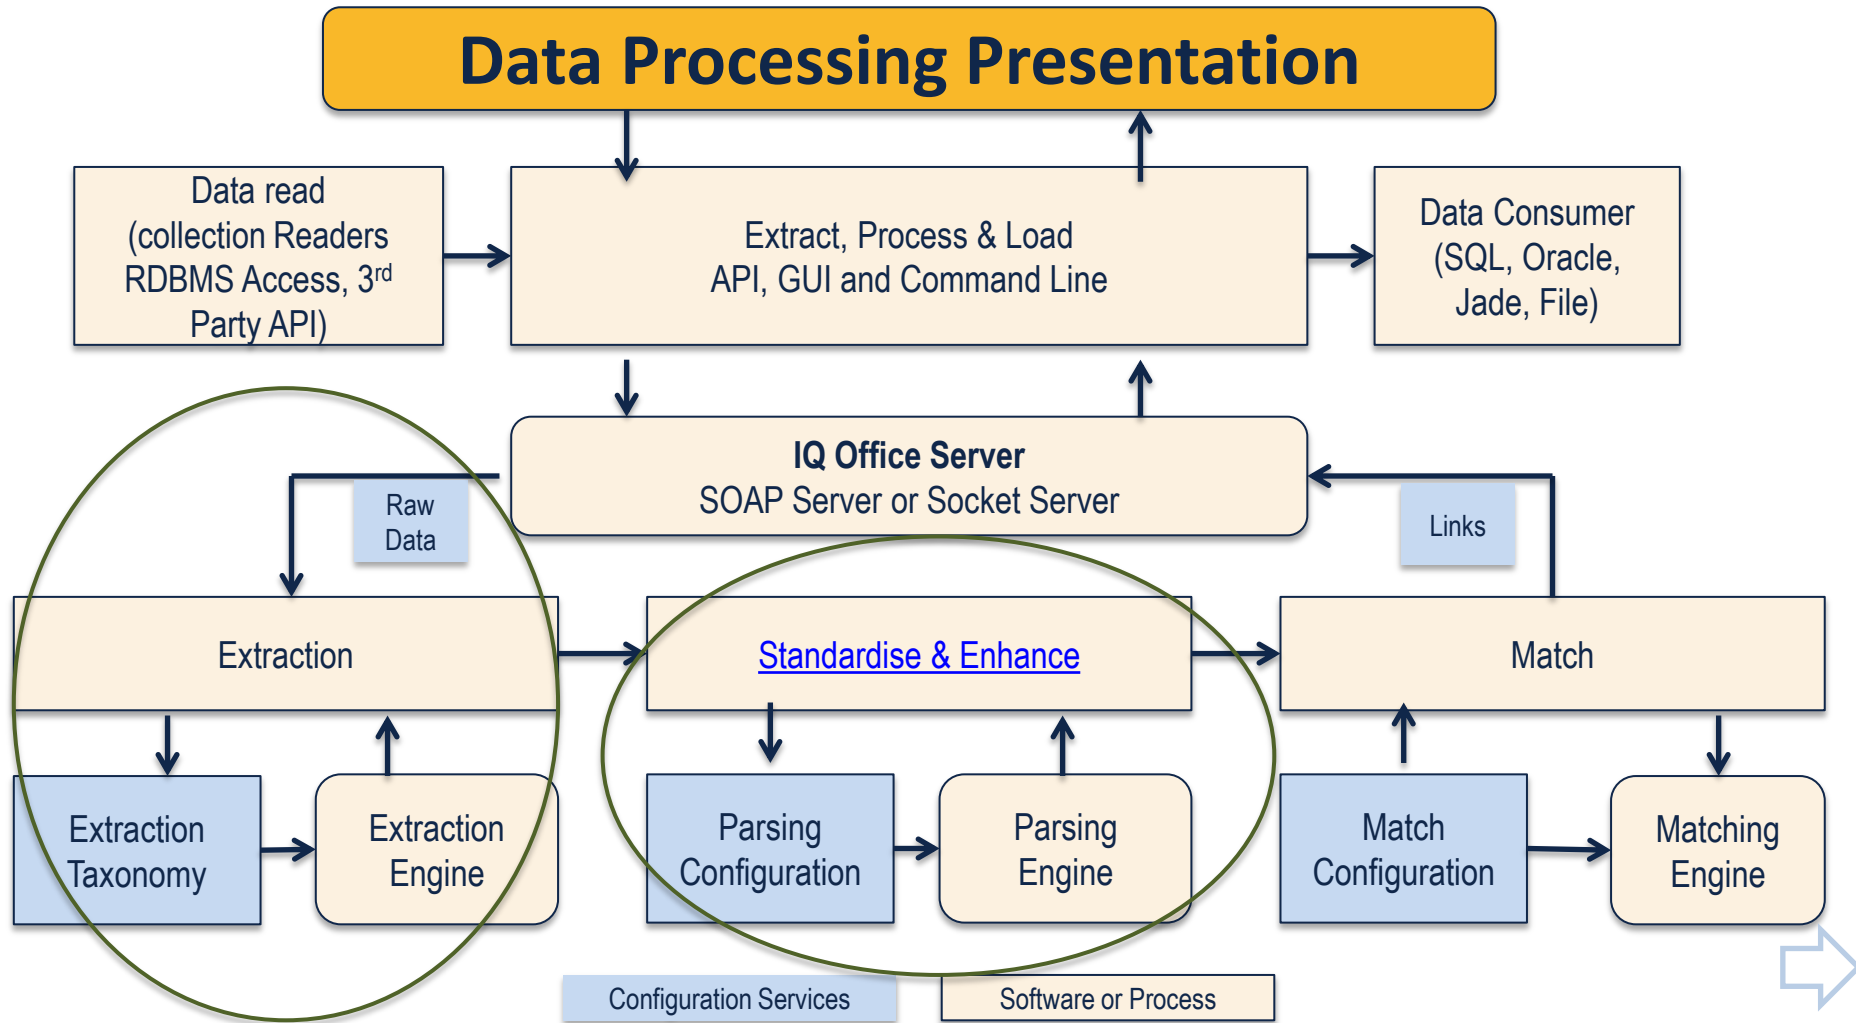 Data Processing Presentation
Data read
(collection Readers
RDBMS Access, 3rd
Party API)
Extract, Process & Load
API, GUI and Command Line
Data Consumer
(SQL, Oracle,
Jade, File)
IQ Office Server
SOAP Server or Socket Server
Raw
Data
Links
Extraction
Standardise & Enhance
Match
Extraction
Taxonomy
Extraction
Engine
Parsing
Configuration
Parsing
Engine
Match
Configuration
Matching
Engine
Configuration Services
Software or Process